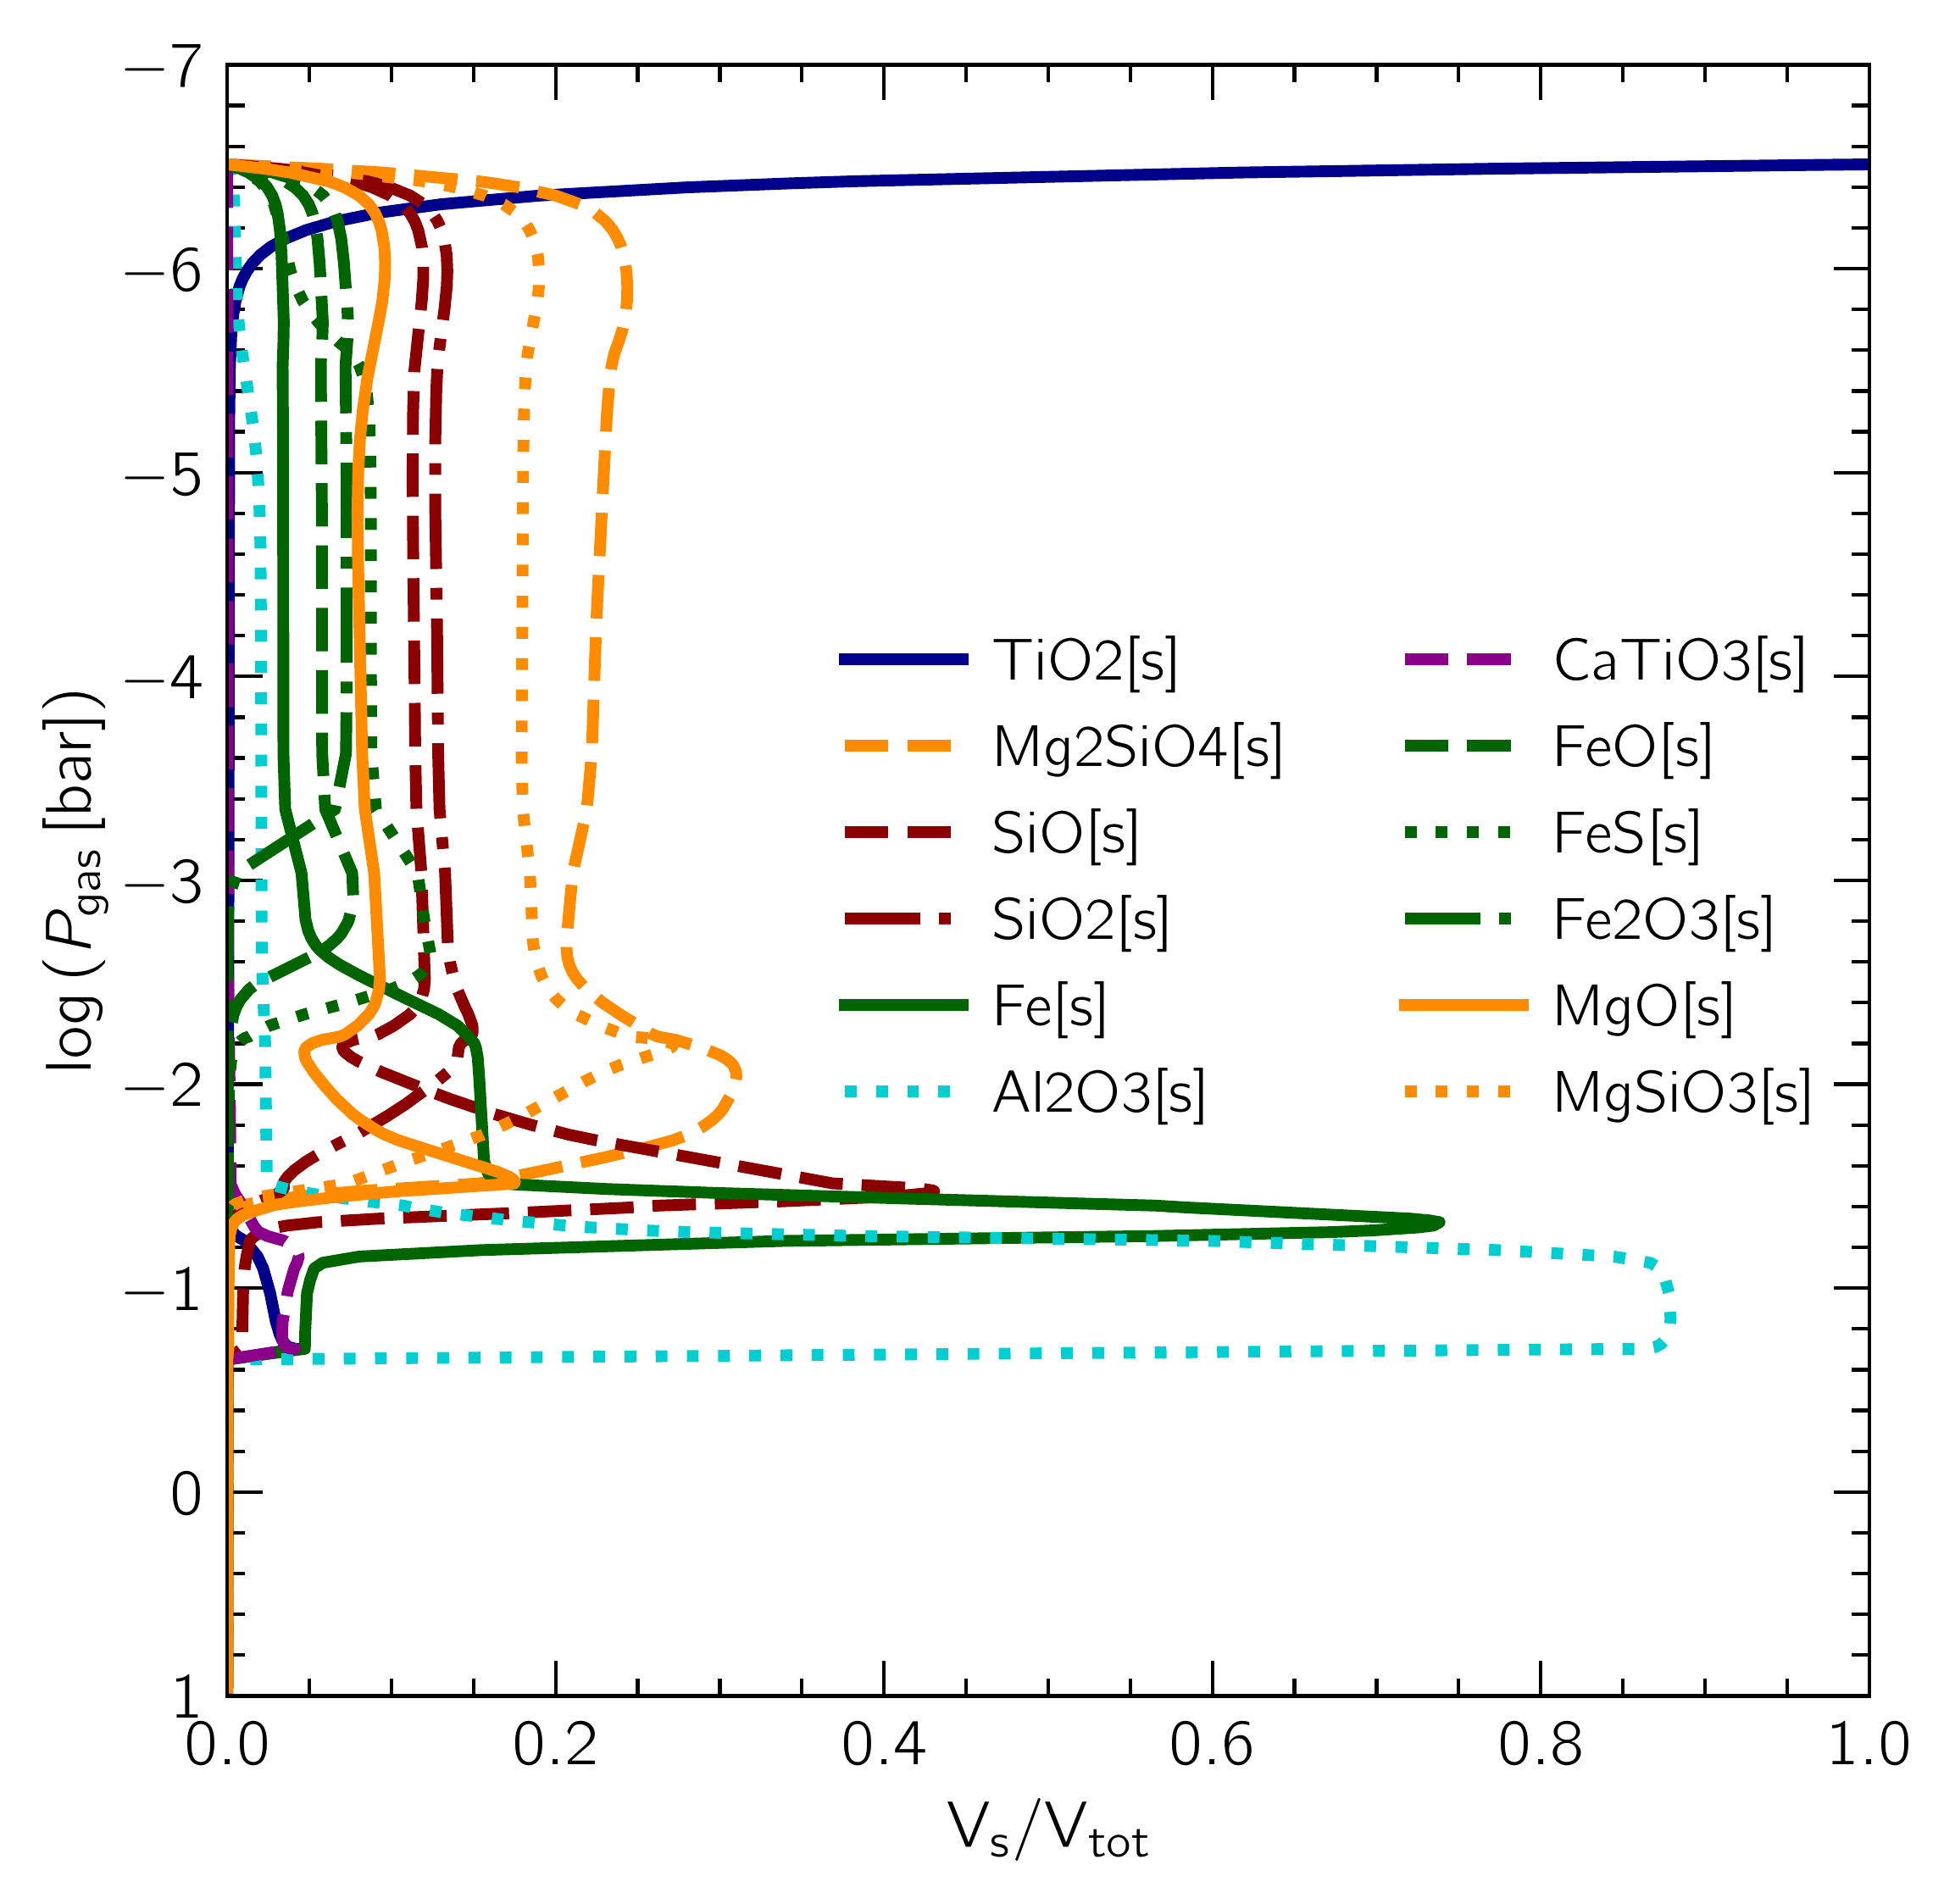 −7
−6
−5
−4
−3
−2
−1
0
1
log (P_gas [bar])
TiO2[s]
Mg2SiO4[s]
SiO[s]
SiO2[s]
Fe[s]
Al2O3[s]
CaTiO3[s]
FeO[s]
FeS[s]
Fe2O3[s]
MgO[s]
MgSiO3[s]
0.0 0.2 0.4 0.6 0.8 1.0
V_s/V_tot